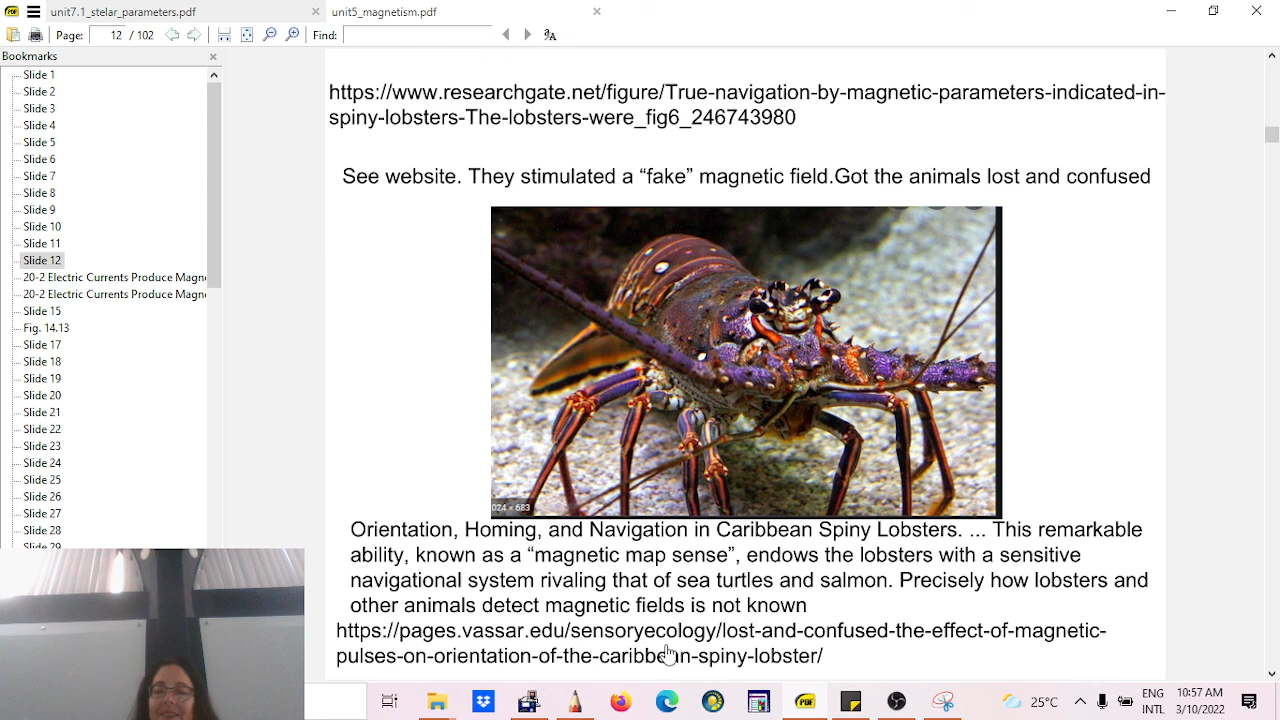 unit7.1_stelar_parameters.pdf
unit5_magnetism.pdf
Page: 12 / 102
Find:
Bookmarks
Slide 1
Slide 2
Slide 3
Slide 4
Slide 5
Slide 6
Slide 7
Slide 8
Slide 9
Slide 10
Slide 11
Slide 12
20-2 Electric Currents Produce Magn
20-2 Electric Currents Produce Magn
Slide 15
Fig. 14.13
Slide 17
Slide 18
Slide 19
Slide 20
Slide 21
Slide 22
Slide 23
Slide 24
Slide 25
Slide 26
Slide 27
Slide 28
Slide 29
https://www.researchgate.net/figure/True-navigation-by-magnetic-parameters-indicated-in-
spiny-lobsters-The-lobsters-were_fig6_246743980
See website. They stimulated a “fake” magnetic field.Got the animals lost and confused
024 × 683
Orientation, Homing, and Navigation in Caribbean Spiny Lobsters. ... This remarkable
ability, known as a “magnetic map sense”, endows the lobsters with a sensitive
navigational system rivaling that of sea turtles and salmon. Precisely how lobsters and
other animals detect magnetic fields is not known
https://pages.vassar.edu/sensoryecology/lost-and-confused-the-effect-of-magnetic-
pulses-on-orientation-of-the-caribbean-spiny-lobster/
25°C
ENG
INTL
10:57 AM
3/10/2022